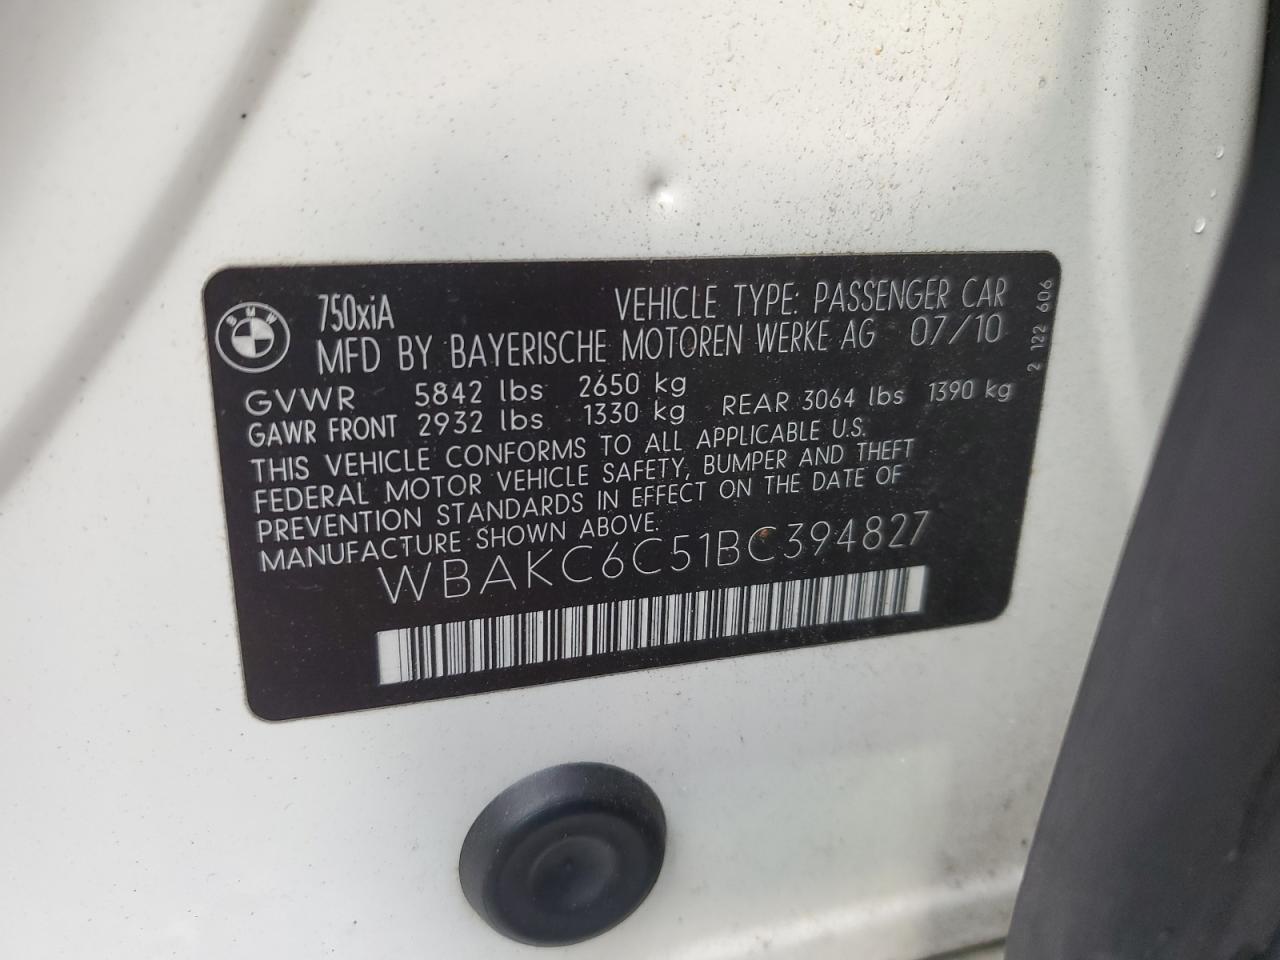 BMW
750xiA VEHICLE TYPE: PASSENGER CAR
MFD BY BAYERISCHE MOTOREN WERKE AG 07/10
GVWR 5842 lbs 2650 kg
GAWR FRONT 2932 lbs 1330 kg REAR 3064 lbs 1390 kg
THIS VEHICLE CONFORMS TO ALL APPLICABLE U.S.
FEDERAL MOTOR VEHICLE SAFETY, BUMPER AND THEFT
PREVENTION STANDARDS IN EFFECT ON THE DATE OF
MANUFACTURE SHOWN ABOVE.
WBAKC6C51BC394827
2 122 606